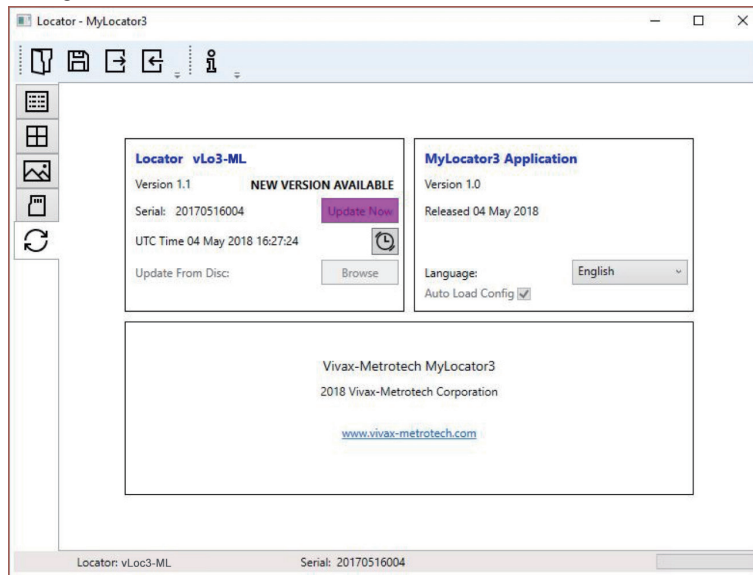 Locator - MyLocator3
Locator vLo3-ML
Version 1.1 NEW VERSION AVAILABLE
Serial: 20170516004 Update Now
UTC Time 04 May 2018 16:27:24
Update From Disc: Browse
MyLocator3 Application
Version 1.0
Released 04 May 2018
Language: English
Auto Load Config
Vivax-Metrotech MyLocator3
2018 Vivax-Metrotech Corporation
www.vivax-metrotech.com
Locator: vLoc3-ML Serial: 20170516004